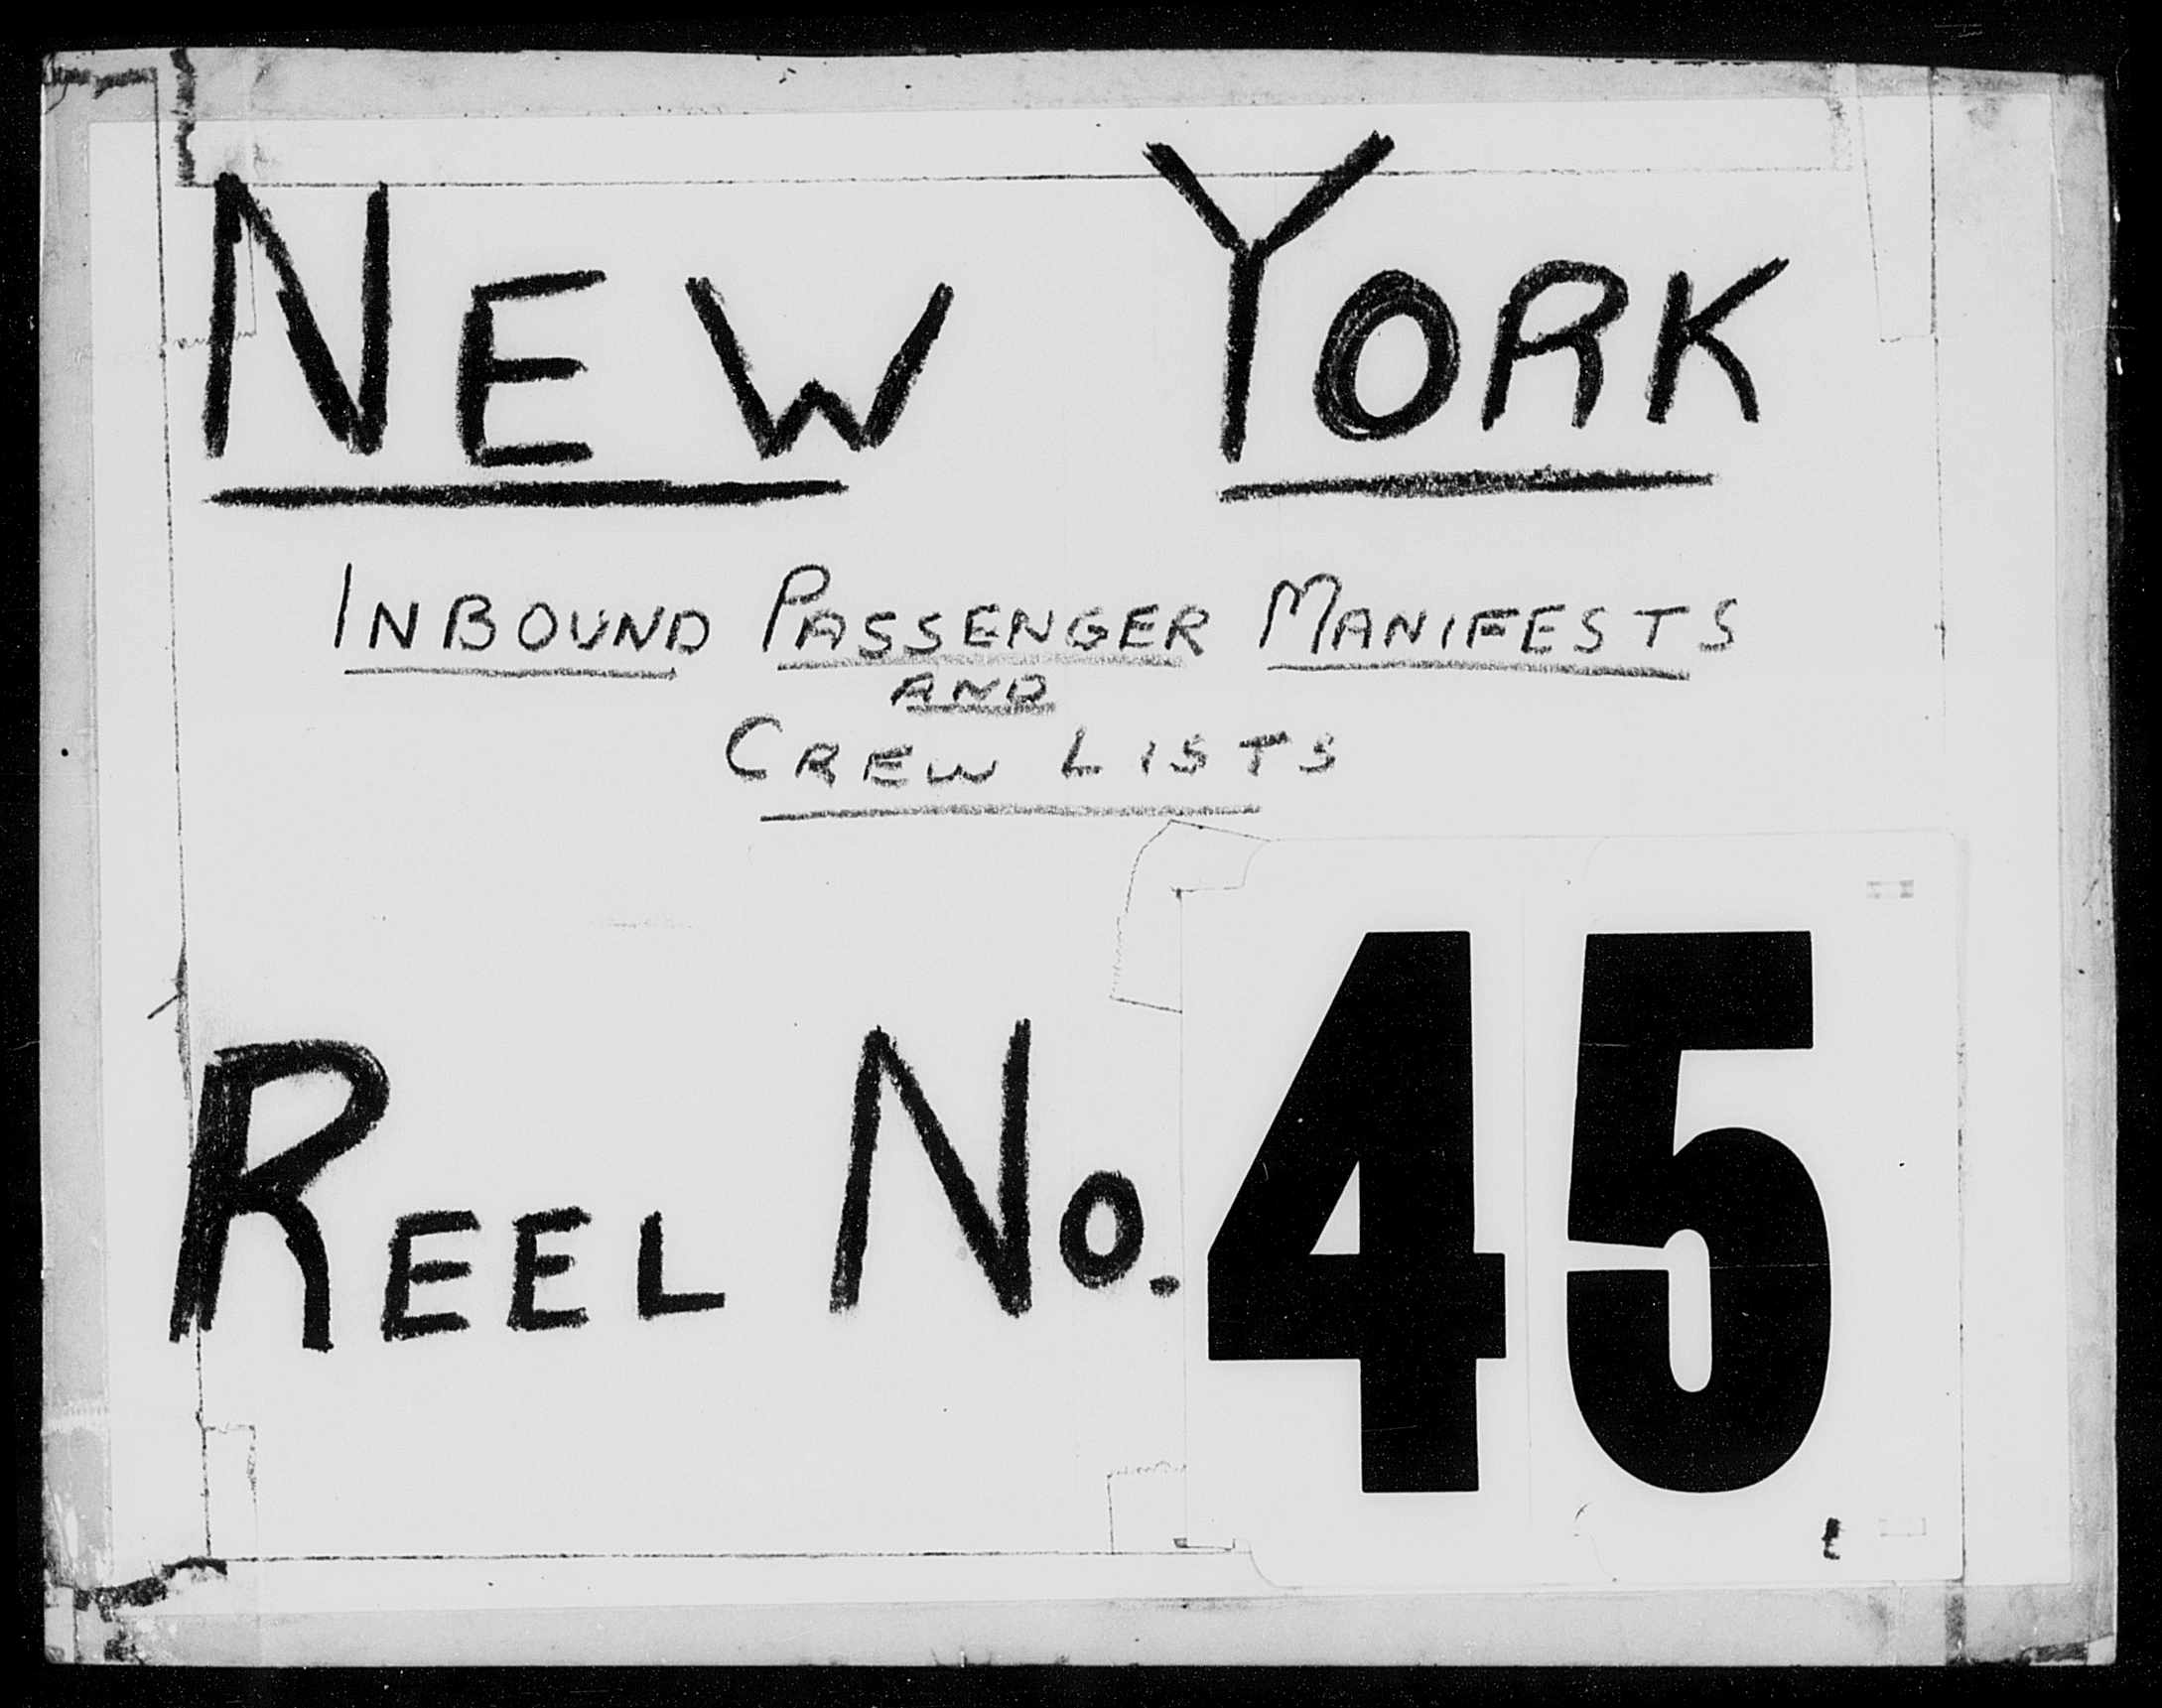 NEW YORK
INBOUND PASSENGER MANIFESTS
AND
CREW LISTS
REEL NO. 45